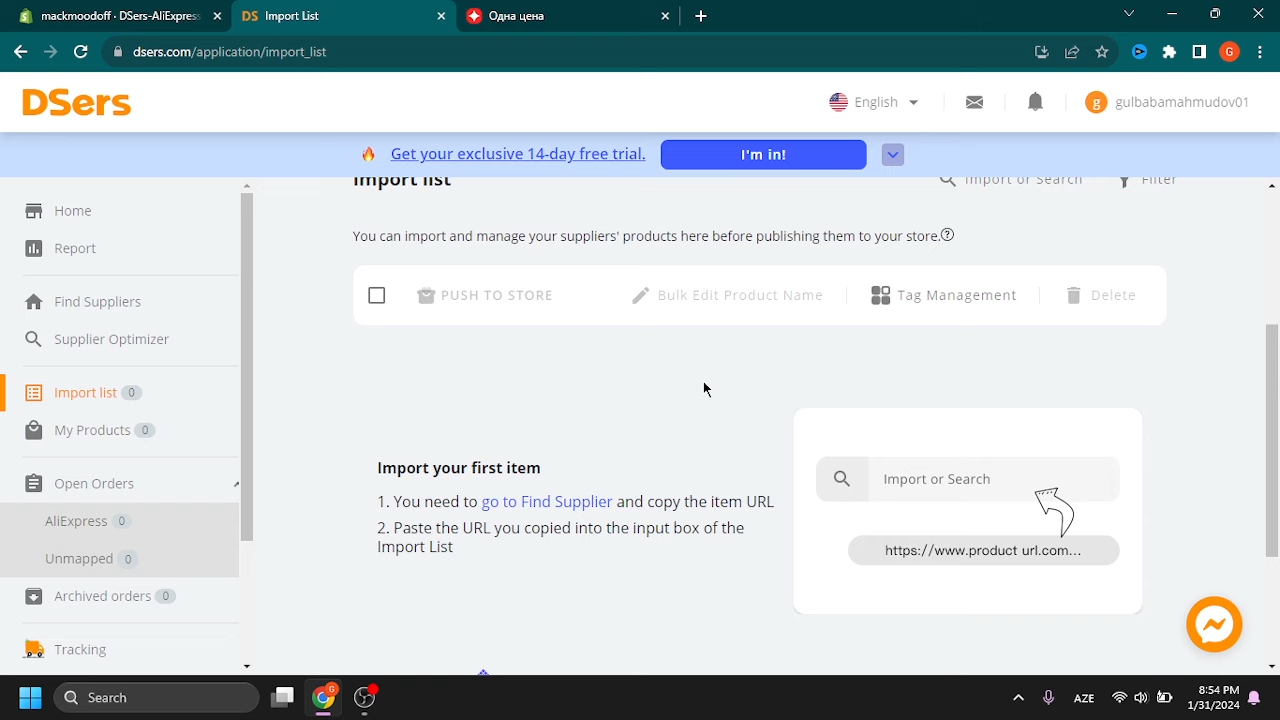 macmoodoff - DSers-AliExpress
Import List
Одна цена
dsers.com/application/import_list
G
DSers
English
g gulbabamahmudov01
Get your exclusive 14-day free trial.
I'm in!
Import list
Import or Search
Filter
You can import and manage your suppliers' products here before publishing them to your store.
PUSH TO STORE
Bulk Edit Product Name
Tag Management
Delete
Home
Report
Find Suppliers
Supplier Optimizer
Import list 0
My Products 0
Open Orders
AliExpress 0
Unmapped 0
Archived orders 0
Tracking
Import your first item
1. You need to go to Find Supplier and copy the item URL
2. Paste the URL you copied into the input box of the
Import List
Import or Search
https://www.product url.com...
Search
AZE
8:54 PM
1/31/2024